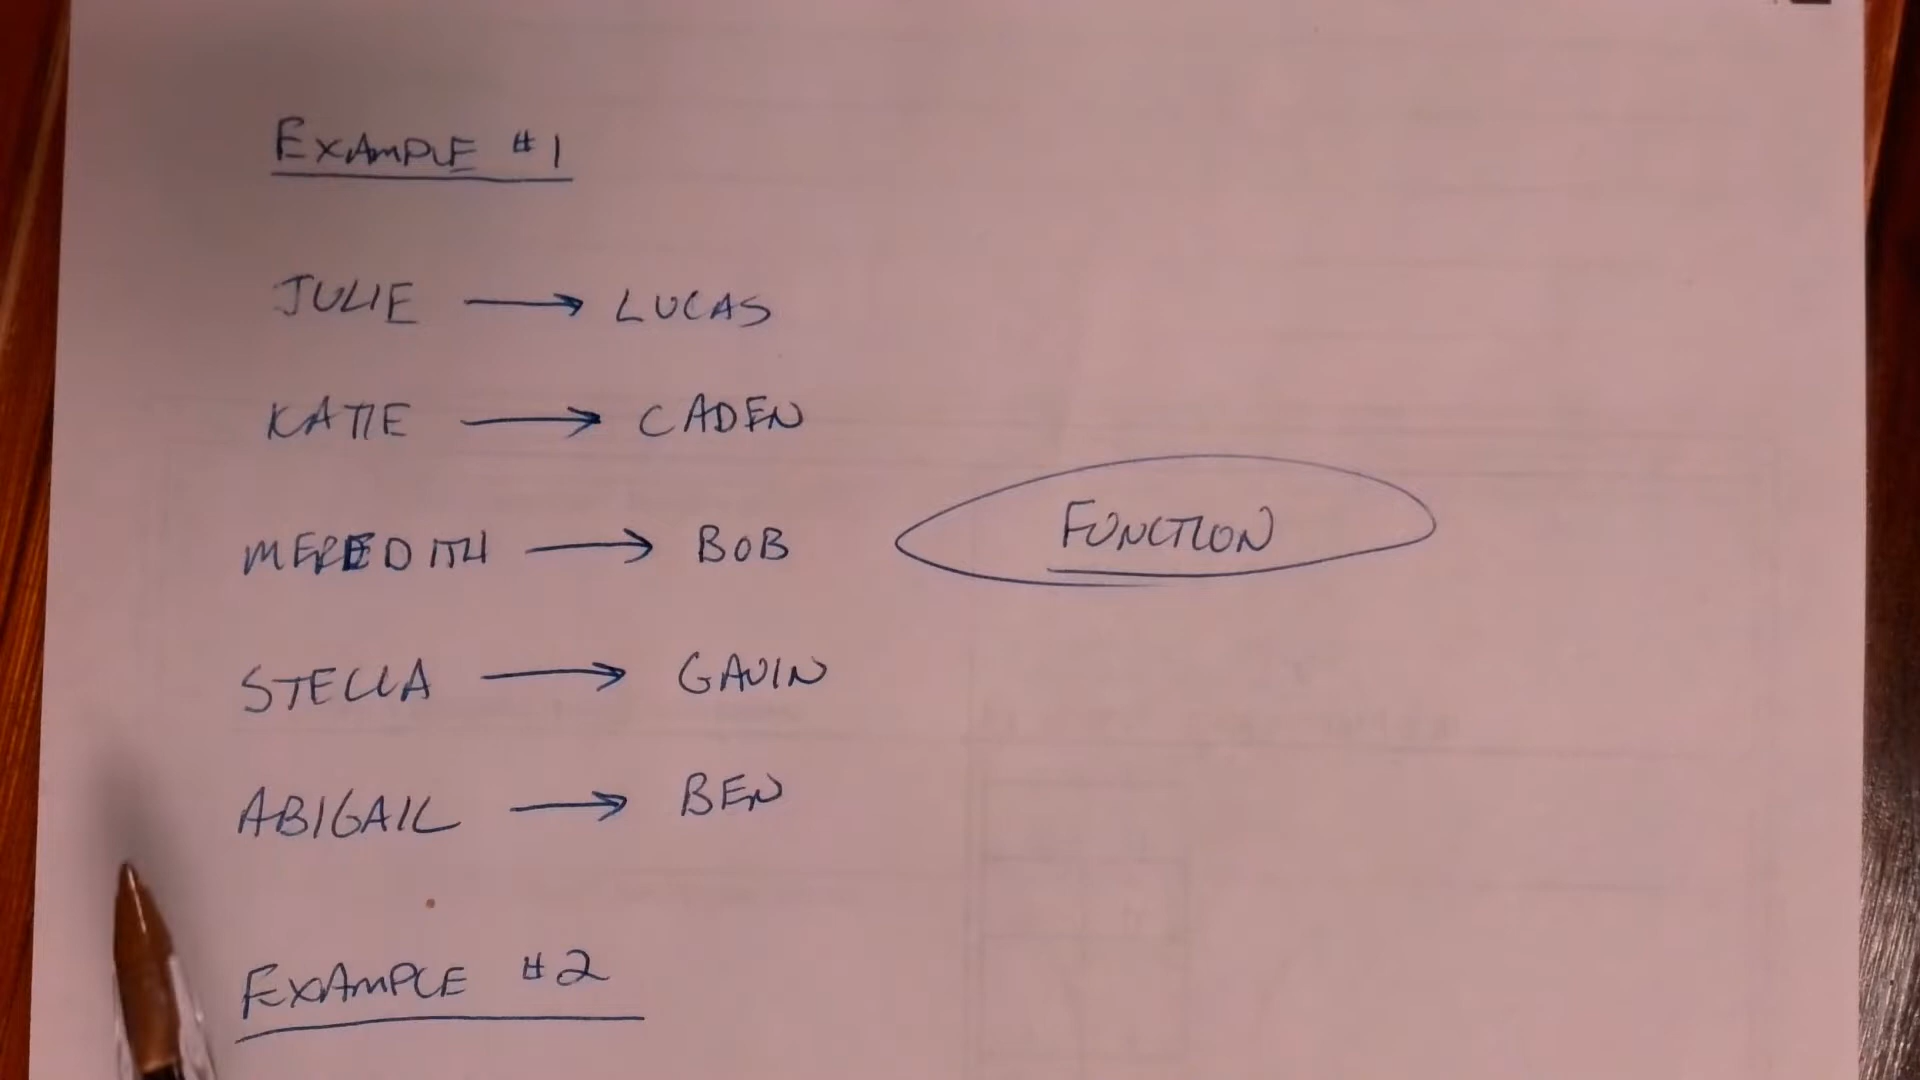 EXAMPLE #1
JULIE → LUCAS
KATIE → CADEN
MEREDITH → BOB
FUNCTION
STELLA → GAVIN
ABIGAIL → BEN
EXAMPLE #2